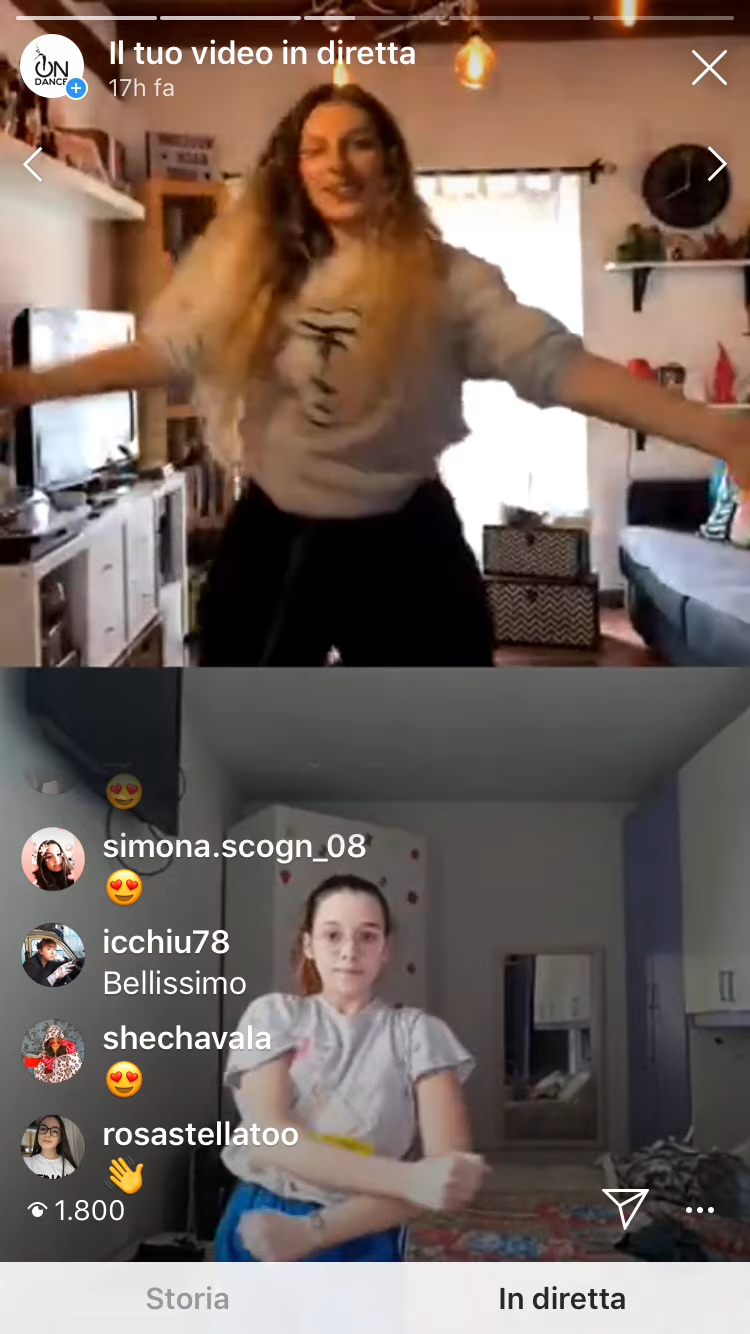 ON
DANCE
Il tuo video in diretta
17h fa
simona.scogn_08
😍
icchiu78
Bellissimo
shechavala
😍
rosastellatoo
👋
1.800
Storia
In diretta